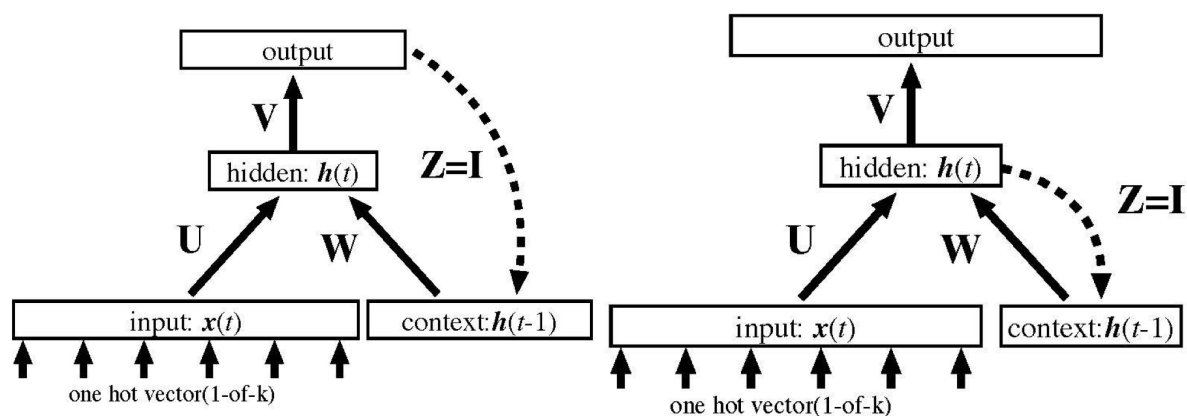 output
V
hidden: h(t)
Z=I
U
W
input: x(t)
context:h(t-1)
one hot vector(1-of-k)
output
V
hidden: h(t)
Z=I
U
W
input: x(t)
context:h(t-1)
one hot vector(1-of-k)